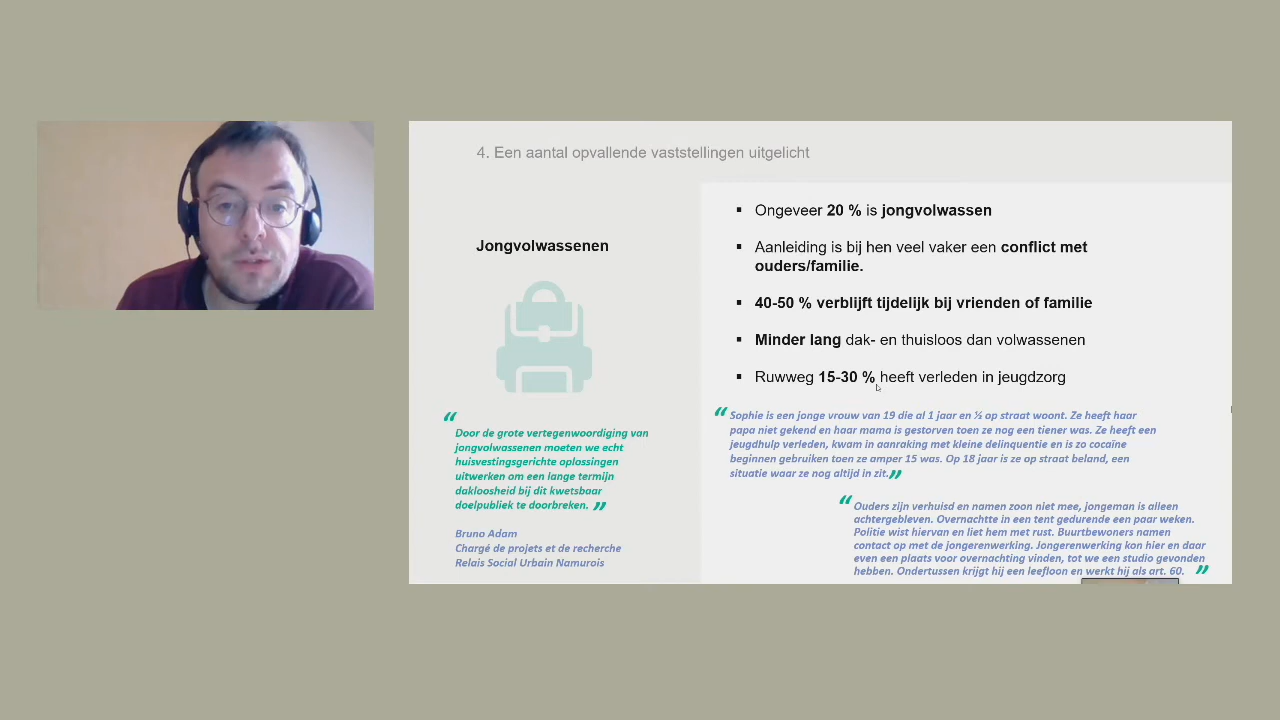 4. Een aantal opvallende vaststellingen uitgelicht
Jongvolwassenen
▪ Ongeveer 20 % is jongvolwassen
▪ Aanleiding is bij hen veel vaker een conflict met
ouders/familie.
▪ 40-50 % verblijft tijdelijk bij vrienden of familie
▪ Minder lang dak- en thuisloos dan volwassenen
▪ Ruwweg 15-30 % heeft verleden in jeugdzorg
“ Door de grote vertegenwoordiging van
jongvolwassenen moeten we echt
huisvestingsgerichte oplossingen
uitwerken om een lange termijn
dakloosheid bij dit kwetsbaar
doelpubliek te doorbreken. ”
Bruno Adam
Chargé de projets et de recherche
Relais Social Urbain Namurois
“ Sophie is een jonge vrouw van 19 die al 1 jaar en ½ op straat woont. Ze heeft haar
papa niet gekend en haar mama is gestorven toen ze nog een tiener was. Ze heeft een
jeugdhulp verleden, kwam in aanraking met kleine delinquentie en is zo cocaïne
beginnen gebruiken toen ze amper 15 was. Op 18 jaar is ze op straat beland, een
situatie waar ze nog altijd in zit. ”
“ Ouders zijn verhuisd en namen zoon niet mee, jongeman is alleen
achtergebleven. Overnachtte in een tent gedurende een paar weken.
Politie wist hiervan en liet hem met rust. Buurtbewoners namen
contact op met de jongerenwerking. Jongerenwerking kon hier en daar
even een plaats voor overnachting vinden, tot we een studio gevonden
hebben. Ondertussen krijgt hij een leefloon en werkt hij als art. 60. ”